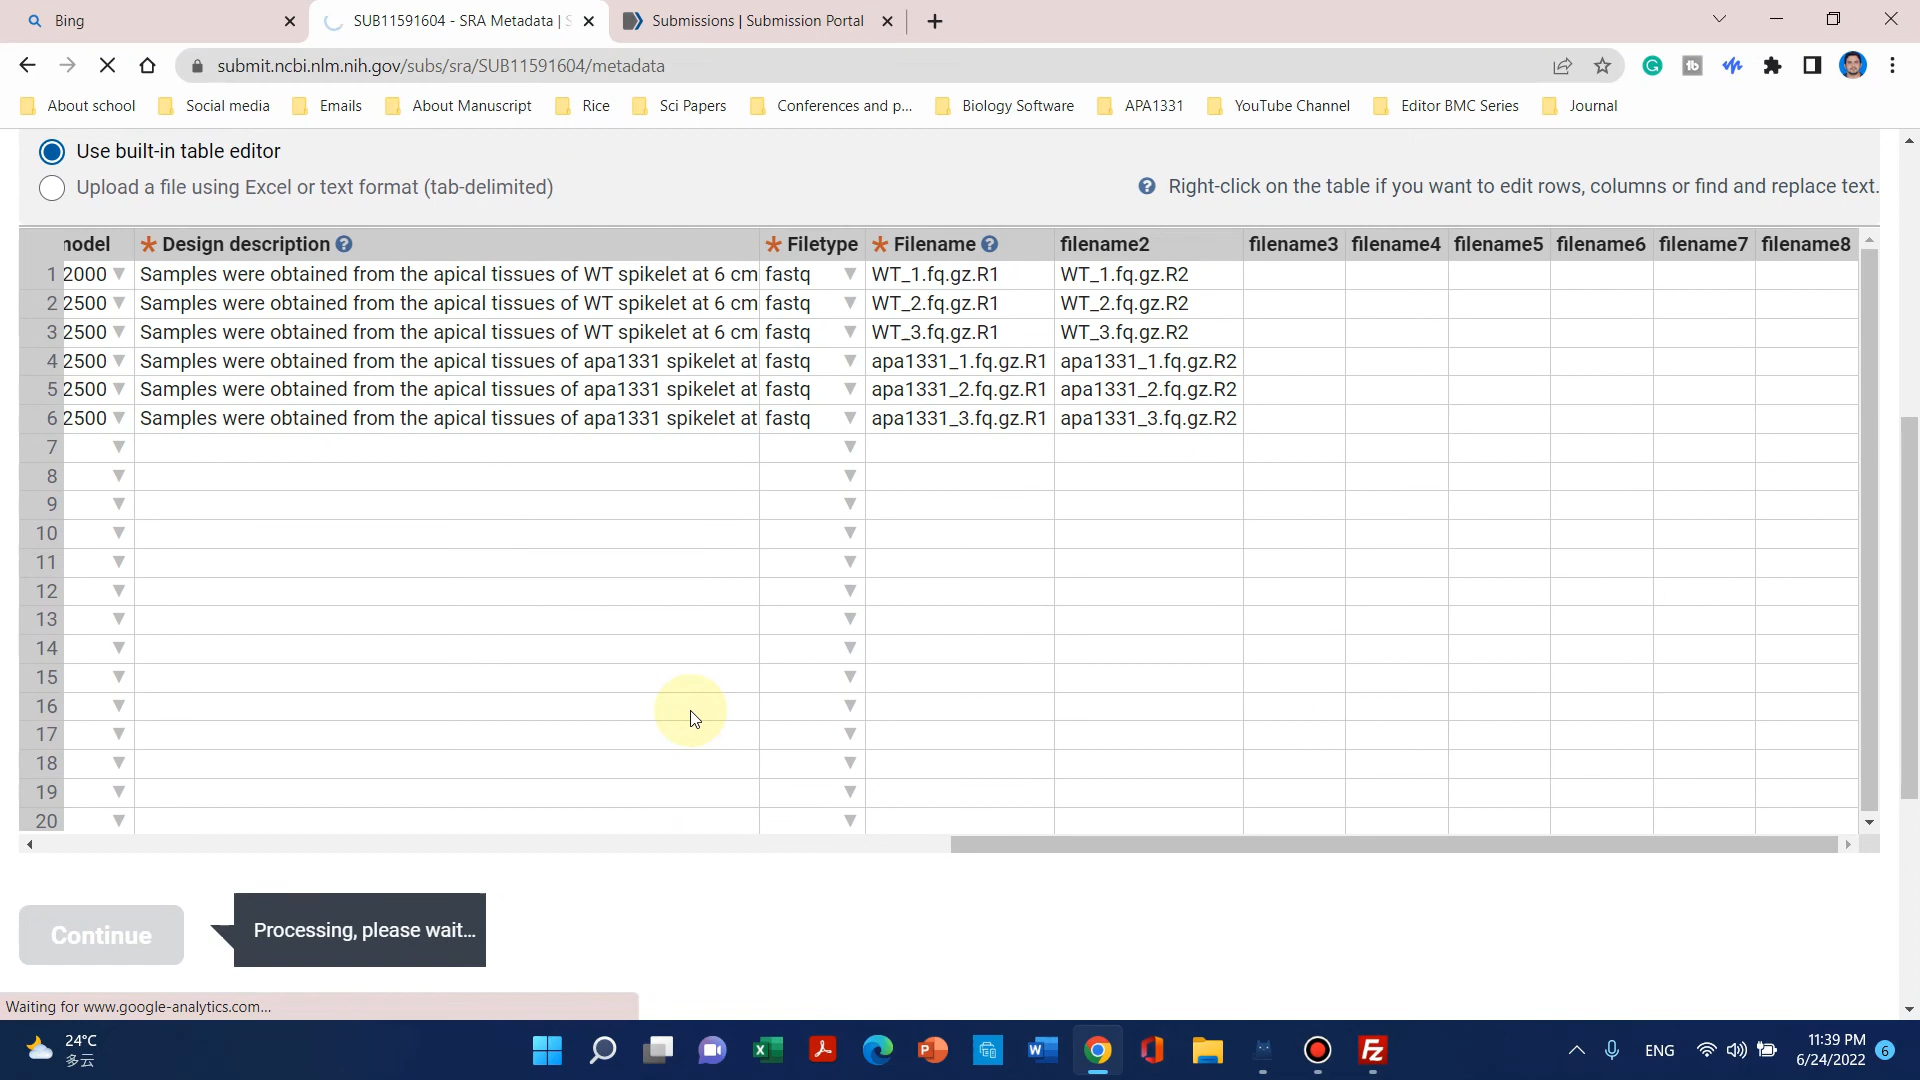 Bing
SUB11591604 - SRA Metadata | S
Submissions | Submission Portal
submit.ncbi.nlm.nih.gov/subs/sra/SUB11591604/metadata
About school Social media Emails About Manuscript Rice Sci Papers Conferences and p... Biology Software APA1331 YouTube Channel Editor BMC Series Journal
Use built-in table editor
Upload a file using Excel or text format (tab-delimited)
Right-click on the table if you want to edit rows, columns or find and replace text.
nodel * Design description * Filetype * Filename filename2 filename3 filename4 filename5 filename6 filename7 filename8
1 2000 Samples were obtained from the apical tissues of WT spikelet at 6 cm fastq WT_1.fq.gz.R1 WT_1.fq.gz.R2
2 2500 Samples were obtained from the apical tissues of WT spikelet at 6 cm fastq WT_2.fq.gz.R1 WT_2.fq.gz.R2
3 2500 Samples were obtained from the apical tissues of WT spikelet at 6 cm fastq WT_3.fq.gz.R1 WT_3.fq.gz.R2
4 2500 Samples were obtained from the apical tissues of apa1331 spikelet at fastq apa1331_1.fq.gz.R1 apa1331_1.fq.gz.R2
5 2500 Samples were obtained from the apical tissues of apa1331 spikelet at fastq apa1331_2.fq.gz.R1 apa1331_2.fq.gz.R2
6 2500 Samples were obtained from the apical tissues of apa1331 spikelet at fastq apa1331_3.fq.gz.R1 apa1331_3.fq.gz.R2
7
8
9
10
11
12
13
14
15
16
17
18
19
20
Continue
Processing, please wait...
Waiting for www.google-analytics.com...
24°C
多云
ENG
11:39 PM
6/24/2022
6